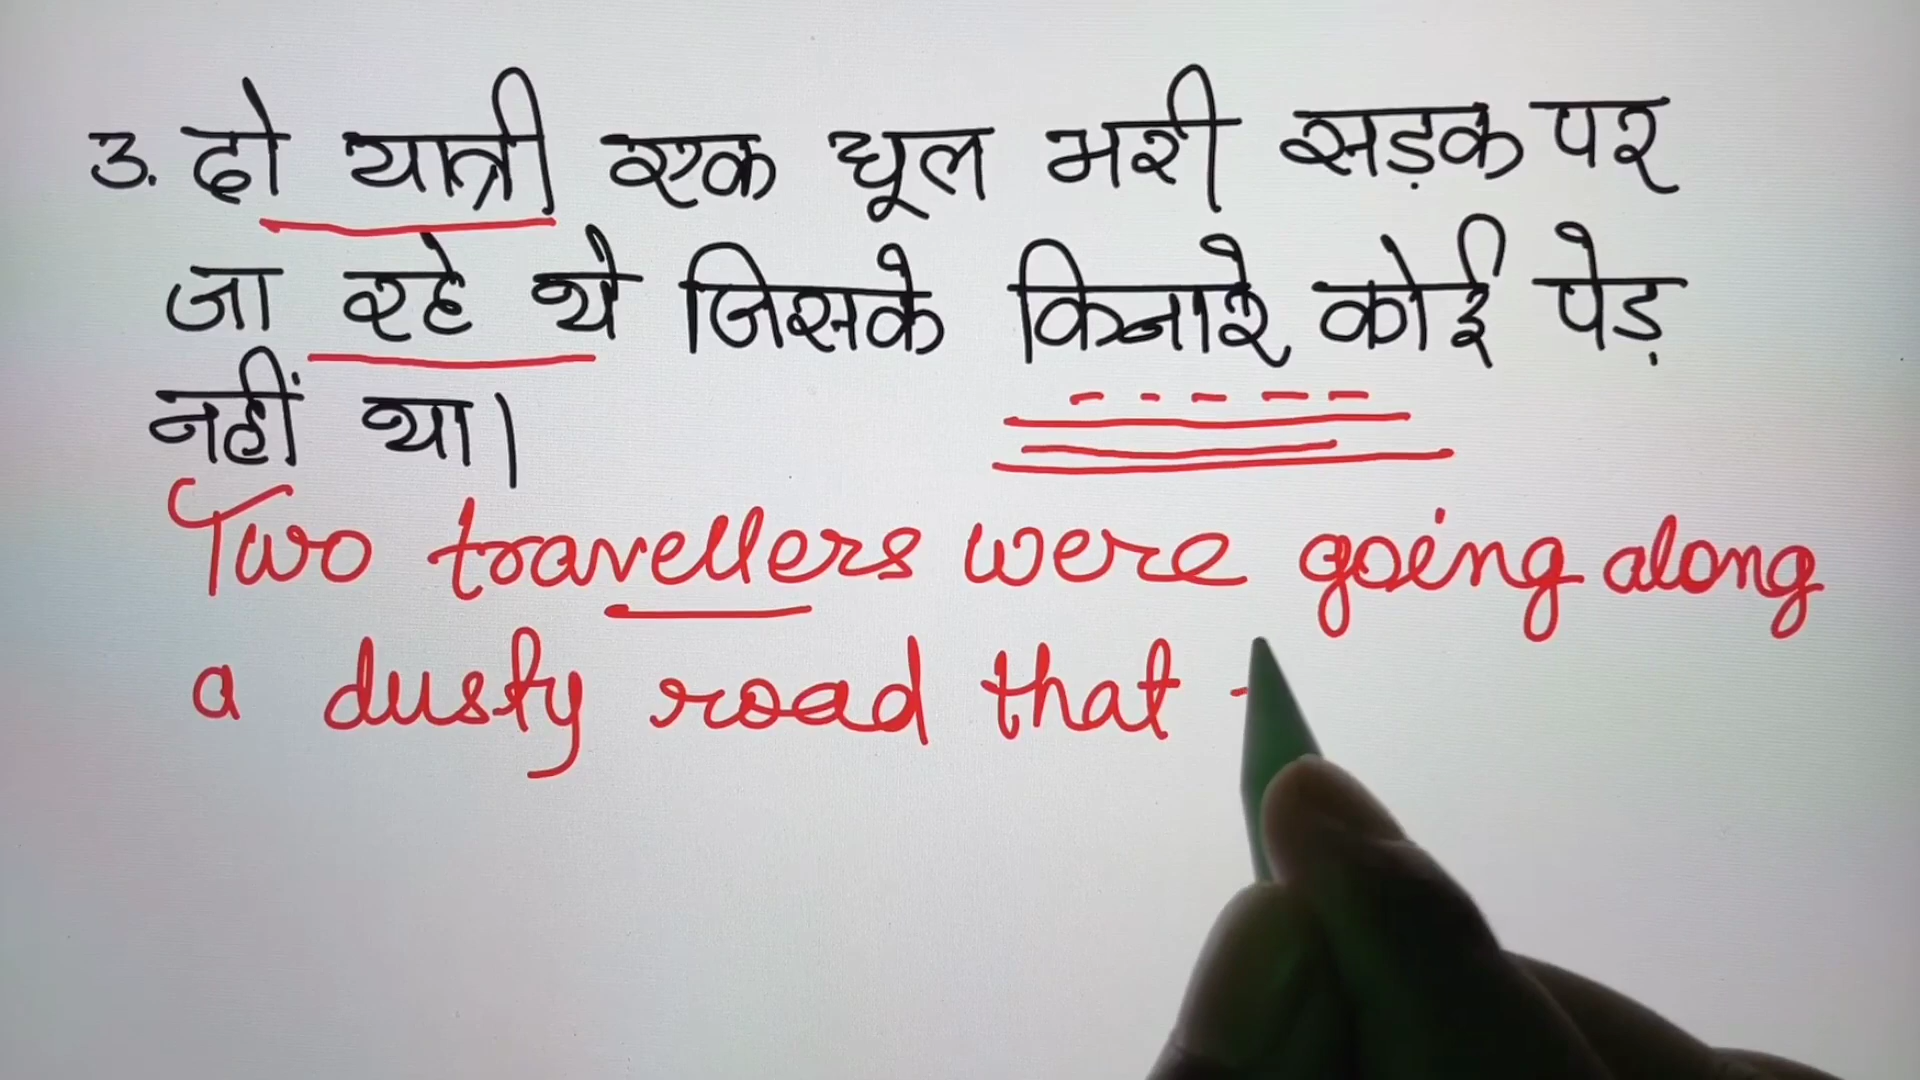 3. दो यात्री एक धूल भरी सड़क पर
जा रहे थे जिसके किनारे कोई पेड़
नहीं था।
Two travellers were going along
a dusty road that